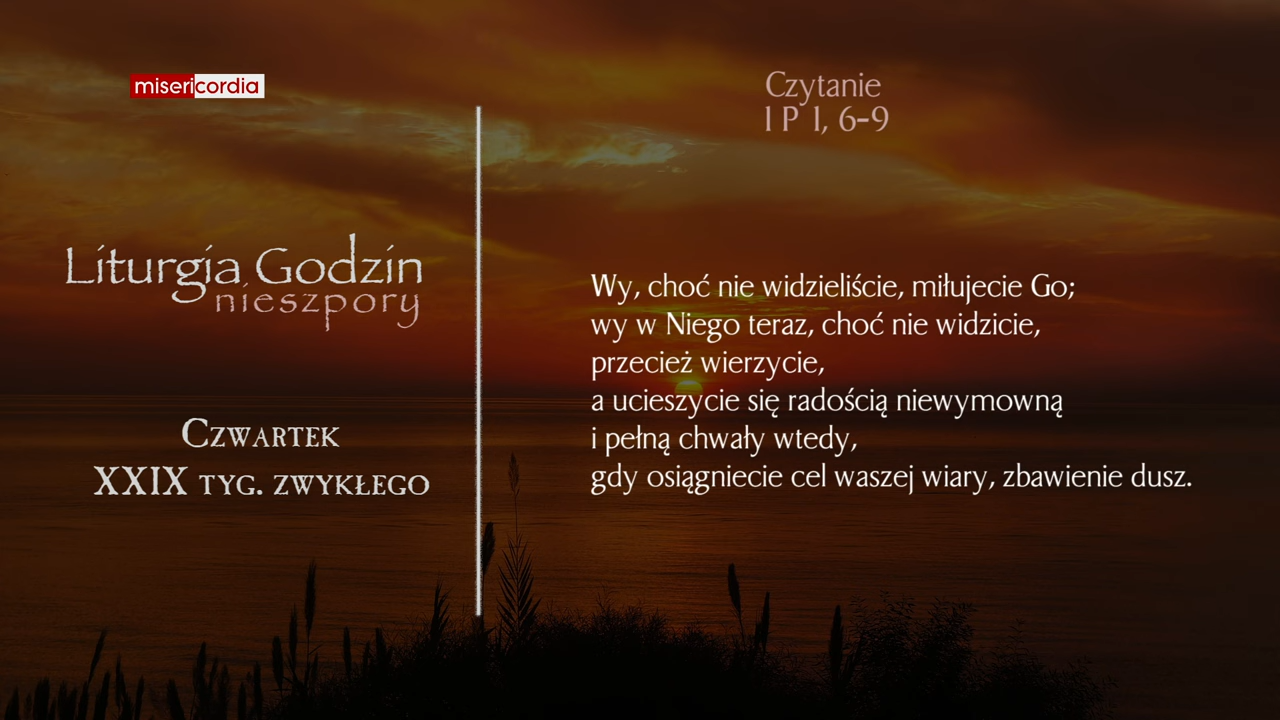 misericordia
Liturgia Godzin
nieszpory
Czwartek
XXIX tyg. zwykłego
Czytanie
1 P 1, 6-9
Wy, choć nie widzieliście, miłujecie Go;
wy w Niego teraz, choć nie widzicie,
przecież wierzycie,
a ucieszycie się radością niewymowną
i pełną chwały wtedy,
gdy osiągniecie cel waszej wiary, zbawienie dusz.